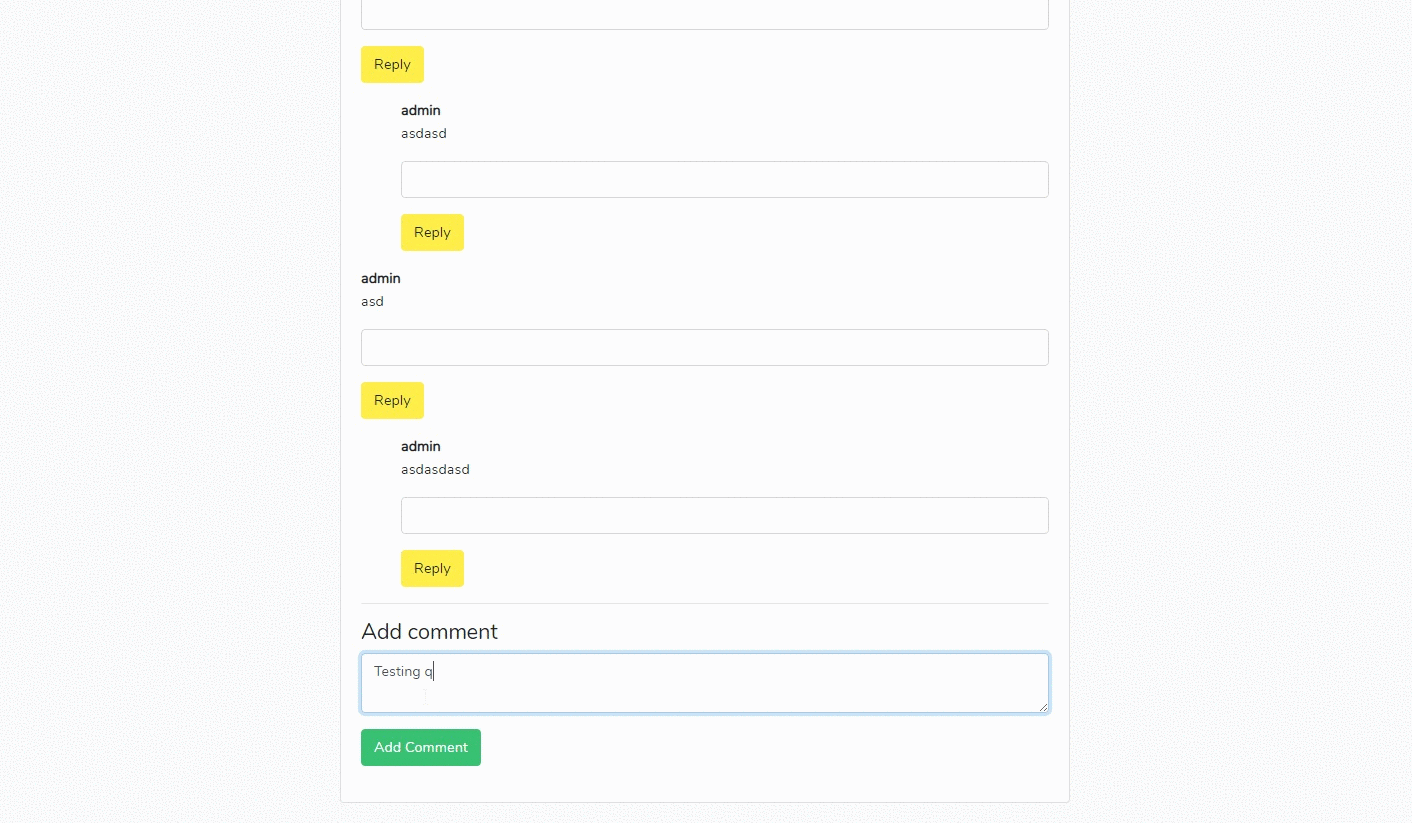 Reply
admin
asdasd
Reply
admin
asd
Reply
admin
asdasdasd
Reply
Add comment
Testing q
Add Comment